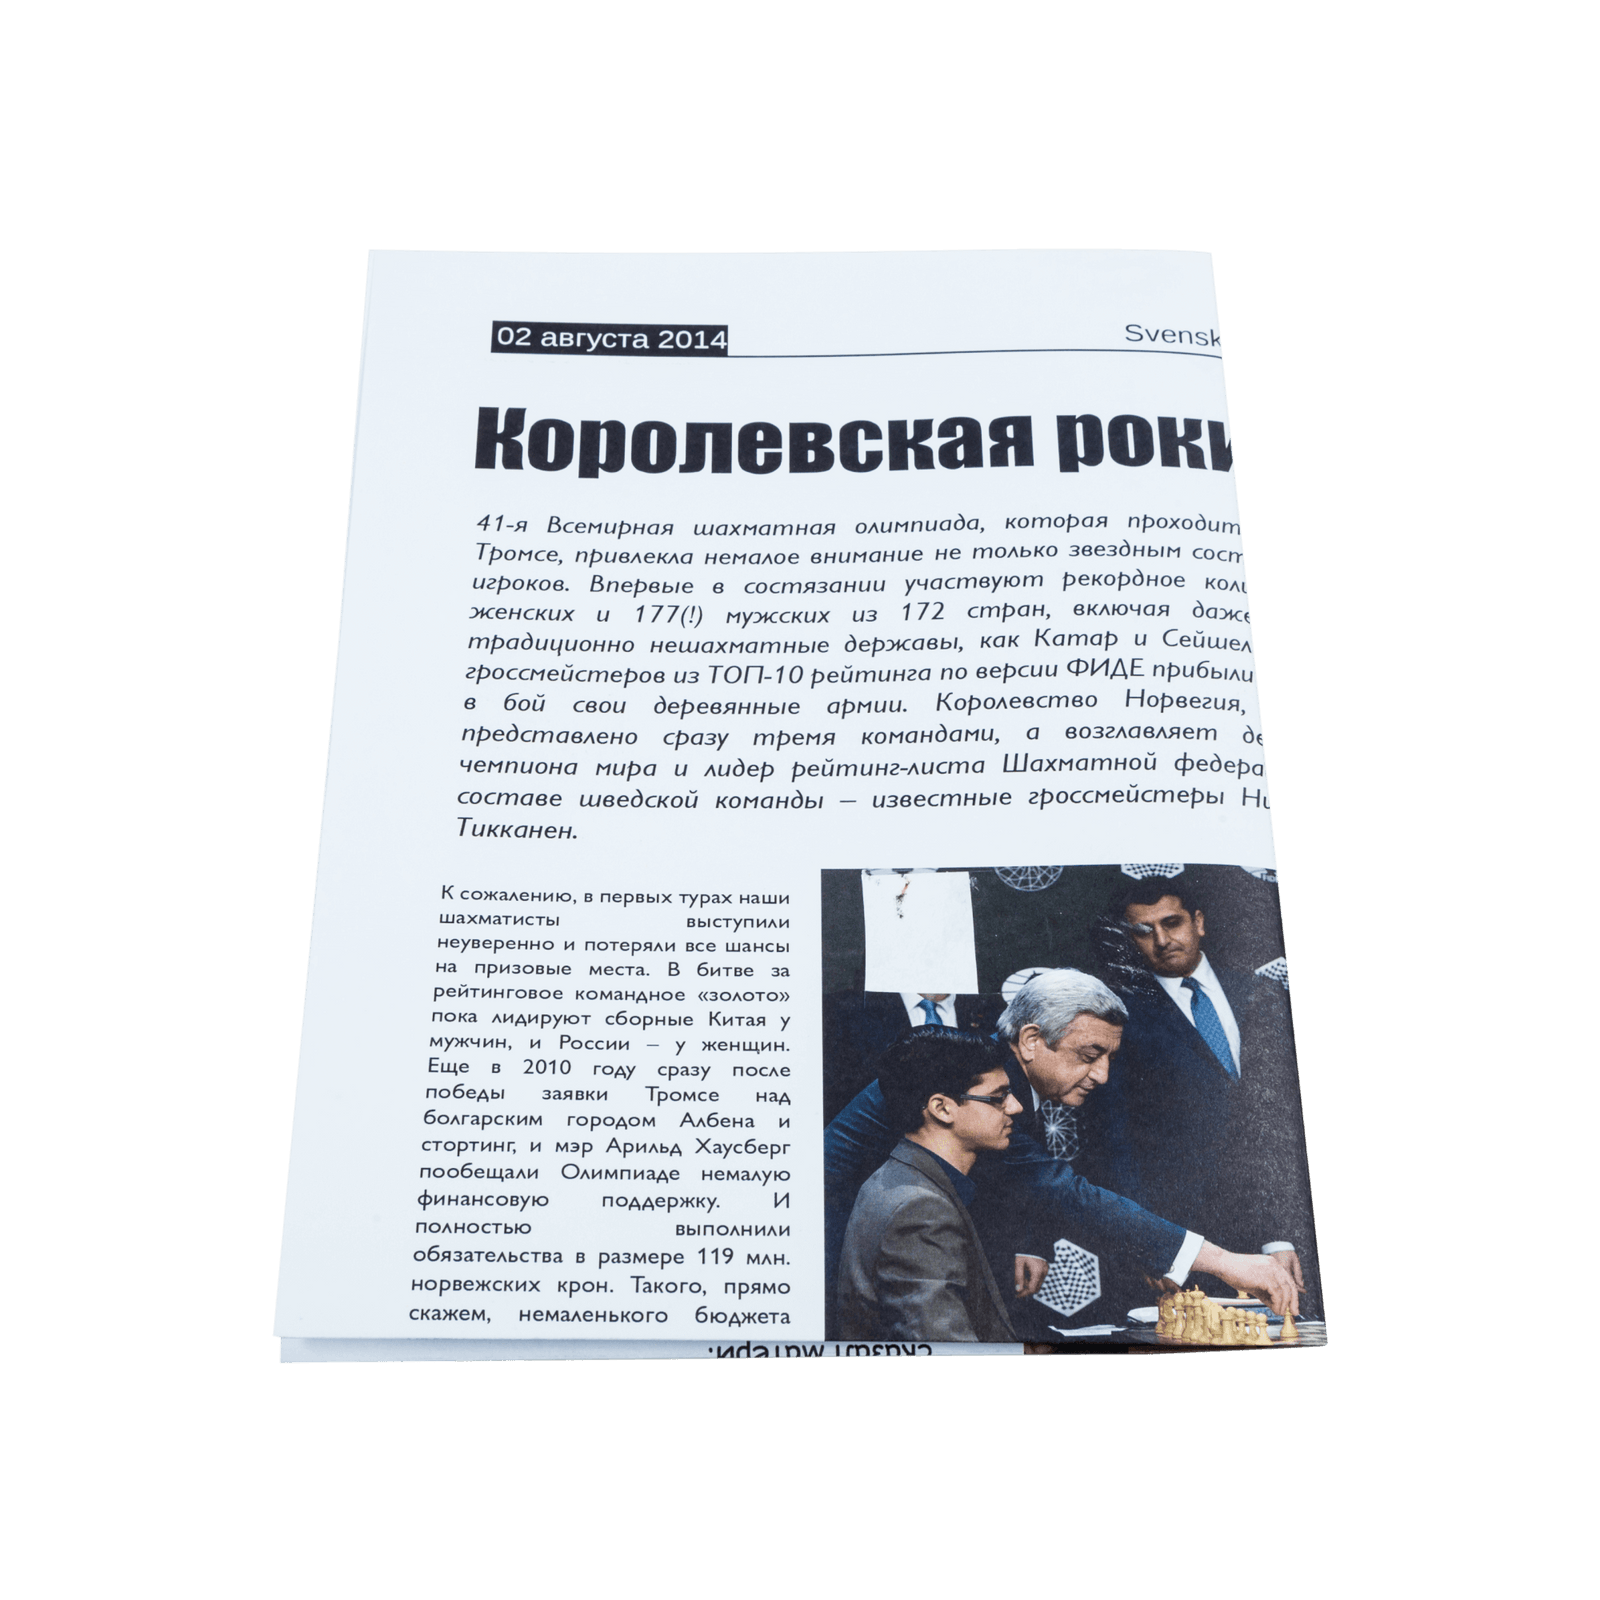 02 августа 2014
Svensk
Королевская роки
41-я Всемирная шахматная олимпиада, которая проходит
Тромсе, привлекла немалое внимание не только звездным сост
игроков. Впервые в состязании участвуют рекордное коли
женских и 177(!) мужских из 172 стран, включая даже
традиционно нешахматные державы, как Катар и Сейшел
гроссмейстеров из ТОП-10 рейтинга по версии ФИДЕ прибыли
в бой свои деревянные армии. Королевство Норвегия,
представлено сразу тремя командами, а возглавляет де
чемпиона мира и лидер рейтинг-листа Шахматной федера
составе шведской команды – известные гроссмейстеры Ни
Тикканен.
К сожалению, в первых турах наши
шахматисты выступили
неуверенно и потеряли все шансы
на призовые места. В битве за
рейтинговое командное «золото»
пока лидируют сборные Китая у
мужчин, и России – у женщин.
Еще в 2010 году сразу после
победы заявки Тромсе над
болгарским городом Албена и
стортинг, и мэр Арильд Хаусберг
пообещали Олимпиаде немалую
финансовую поддержку. И
полностью выполнили
обязательства в размере 119 млн.
норвежских крон. Такого, прямо
скажем, немаленького бюджета
сказал матери.